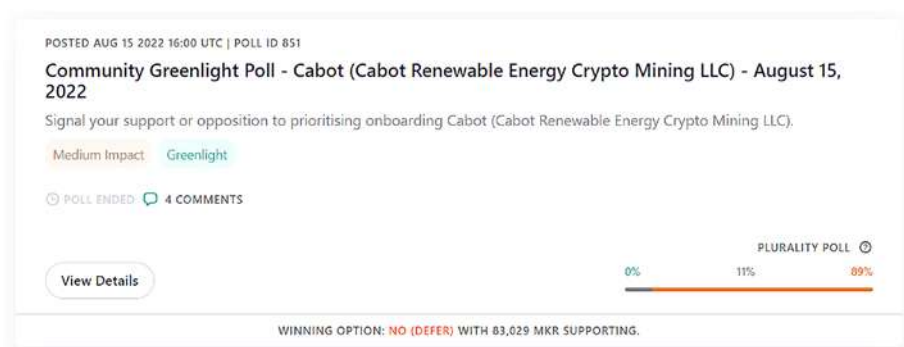 POSTED AUG 15 2022 16:00 UTC | POLL ID 851
Community Greenlight Poll - Cabot (Cabot Renewable Energy Crypto Mining LLC) - August 15,
2022
Signal your support or opposition to prioritising onboarding Cabot (Cabot Renewable Energy Crypto Mining LLC).
Medium Impact Greenlight
POLL ENDED 4 COMMENTS
PLURALITY POLL
View Details
0% 11% 89%
WINNING OPTION: NO (DEFER) WITH 83,029 MKR SUPPORTING.